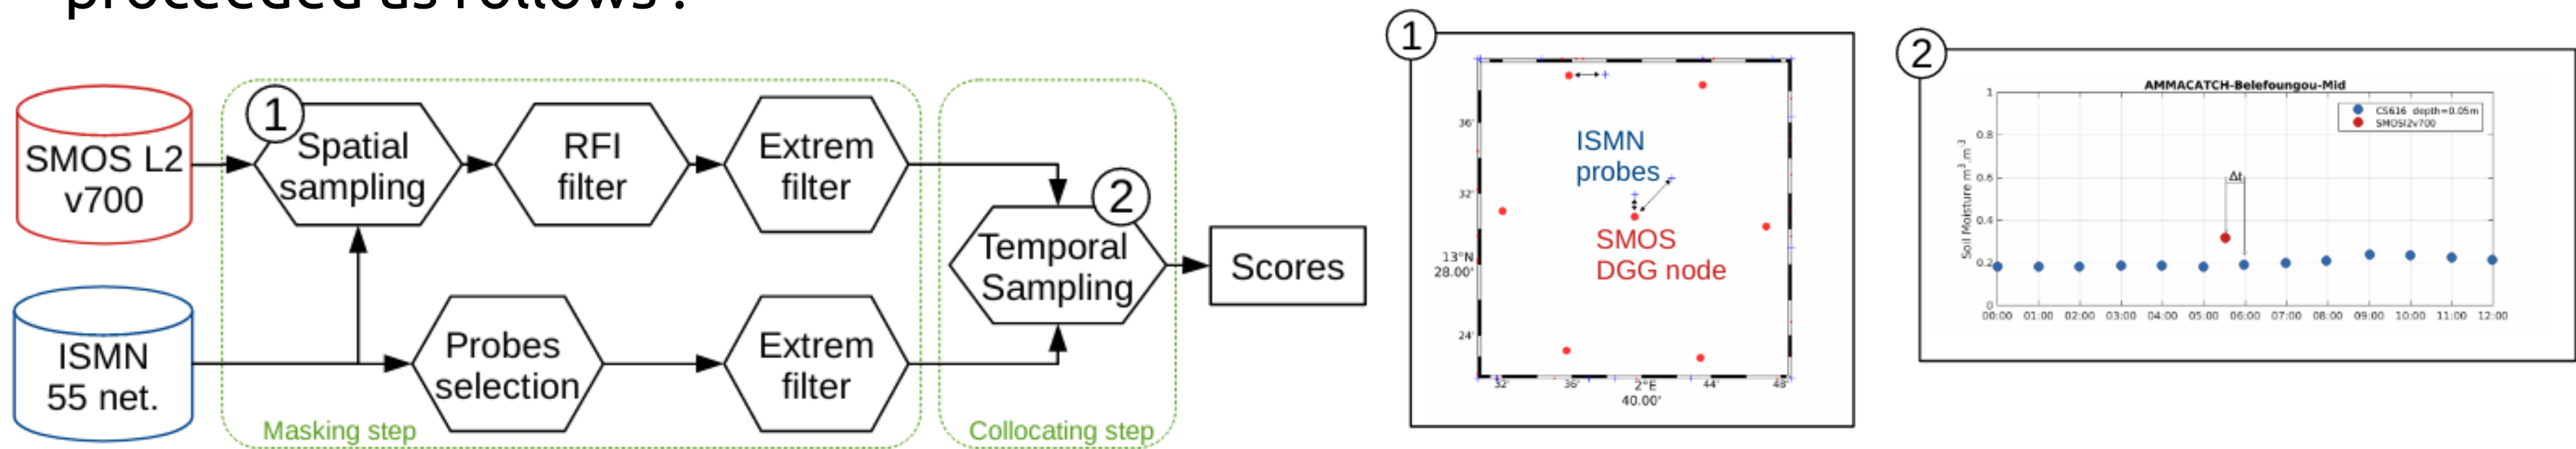 proceeded as follows :
SMOS L2
v700
ISMN
55 net.
1
Spatial
sampling
RFI
filter
Extrem
filter
Probes
selection
Extrem
filter
Masking step
2
Temporal
Sampling
Collocating step
Scores
1
36'
32'
13°N
28.00'
24'
32'
36'
2°E
40.00'
44'
48'
ISMN
probes
SMOS
DGG node
2
AMMACATCH-Belefoungou-Mid
CS616 depth=0.05m
SMOSl2v700
Soil Moisture m³.m⁻³
1
0.8
0.6
0.4
0.2
0
Δt
00:00 01:00 02:00 03:00 04:00 05:00 06:00 07:00 08:00 09:00 10:00 11:00 12:00